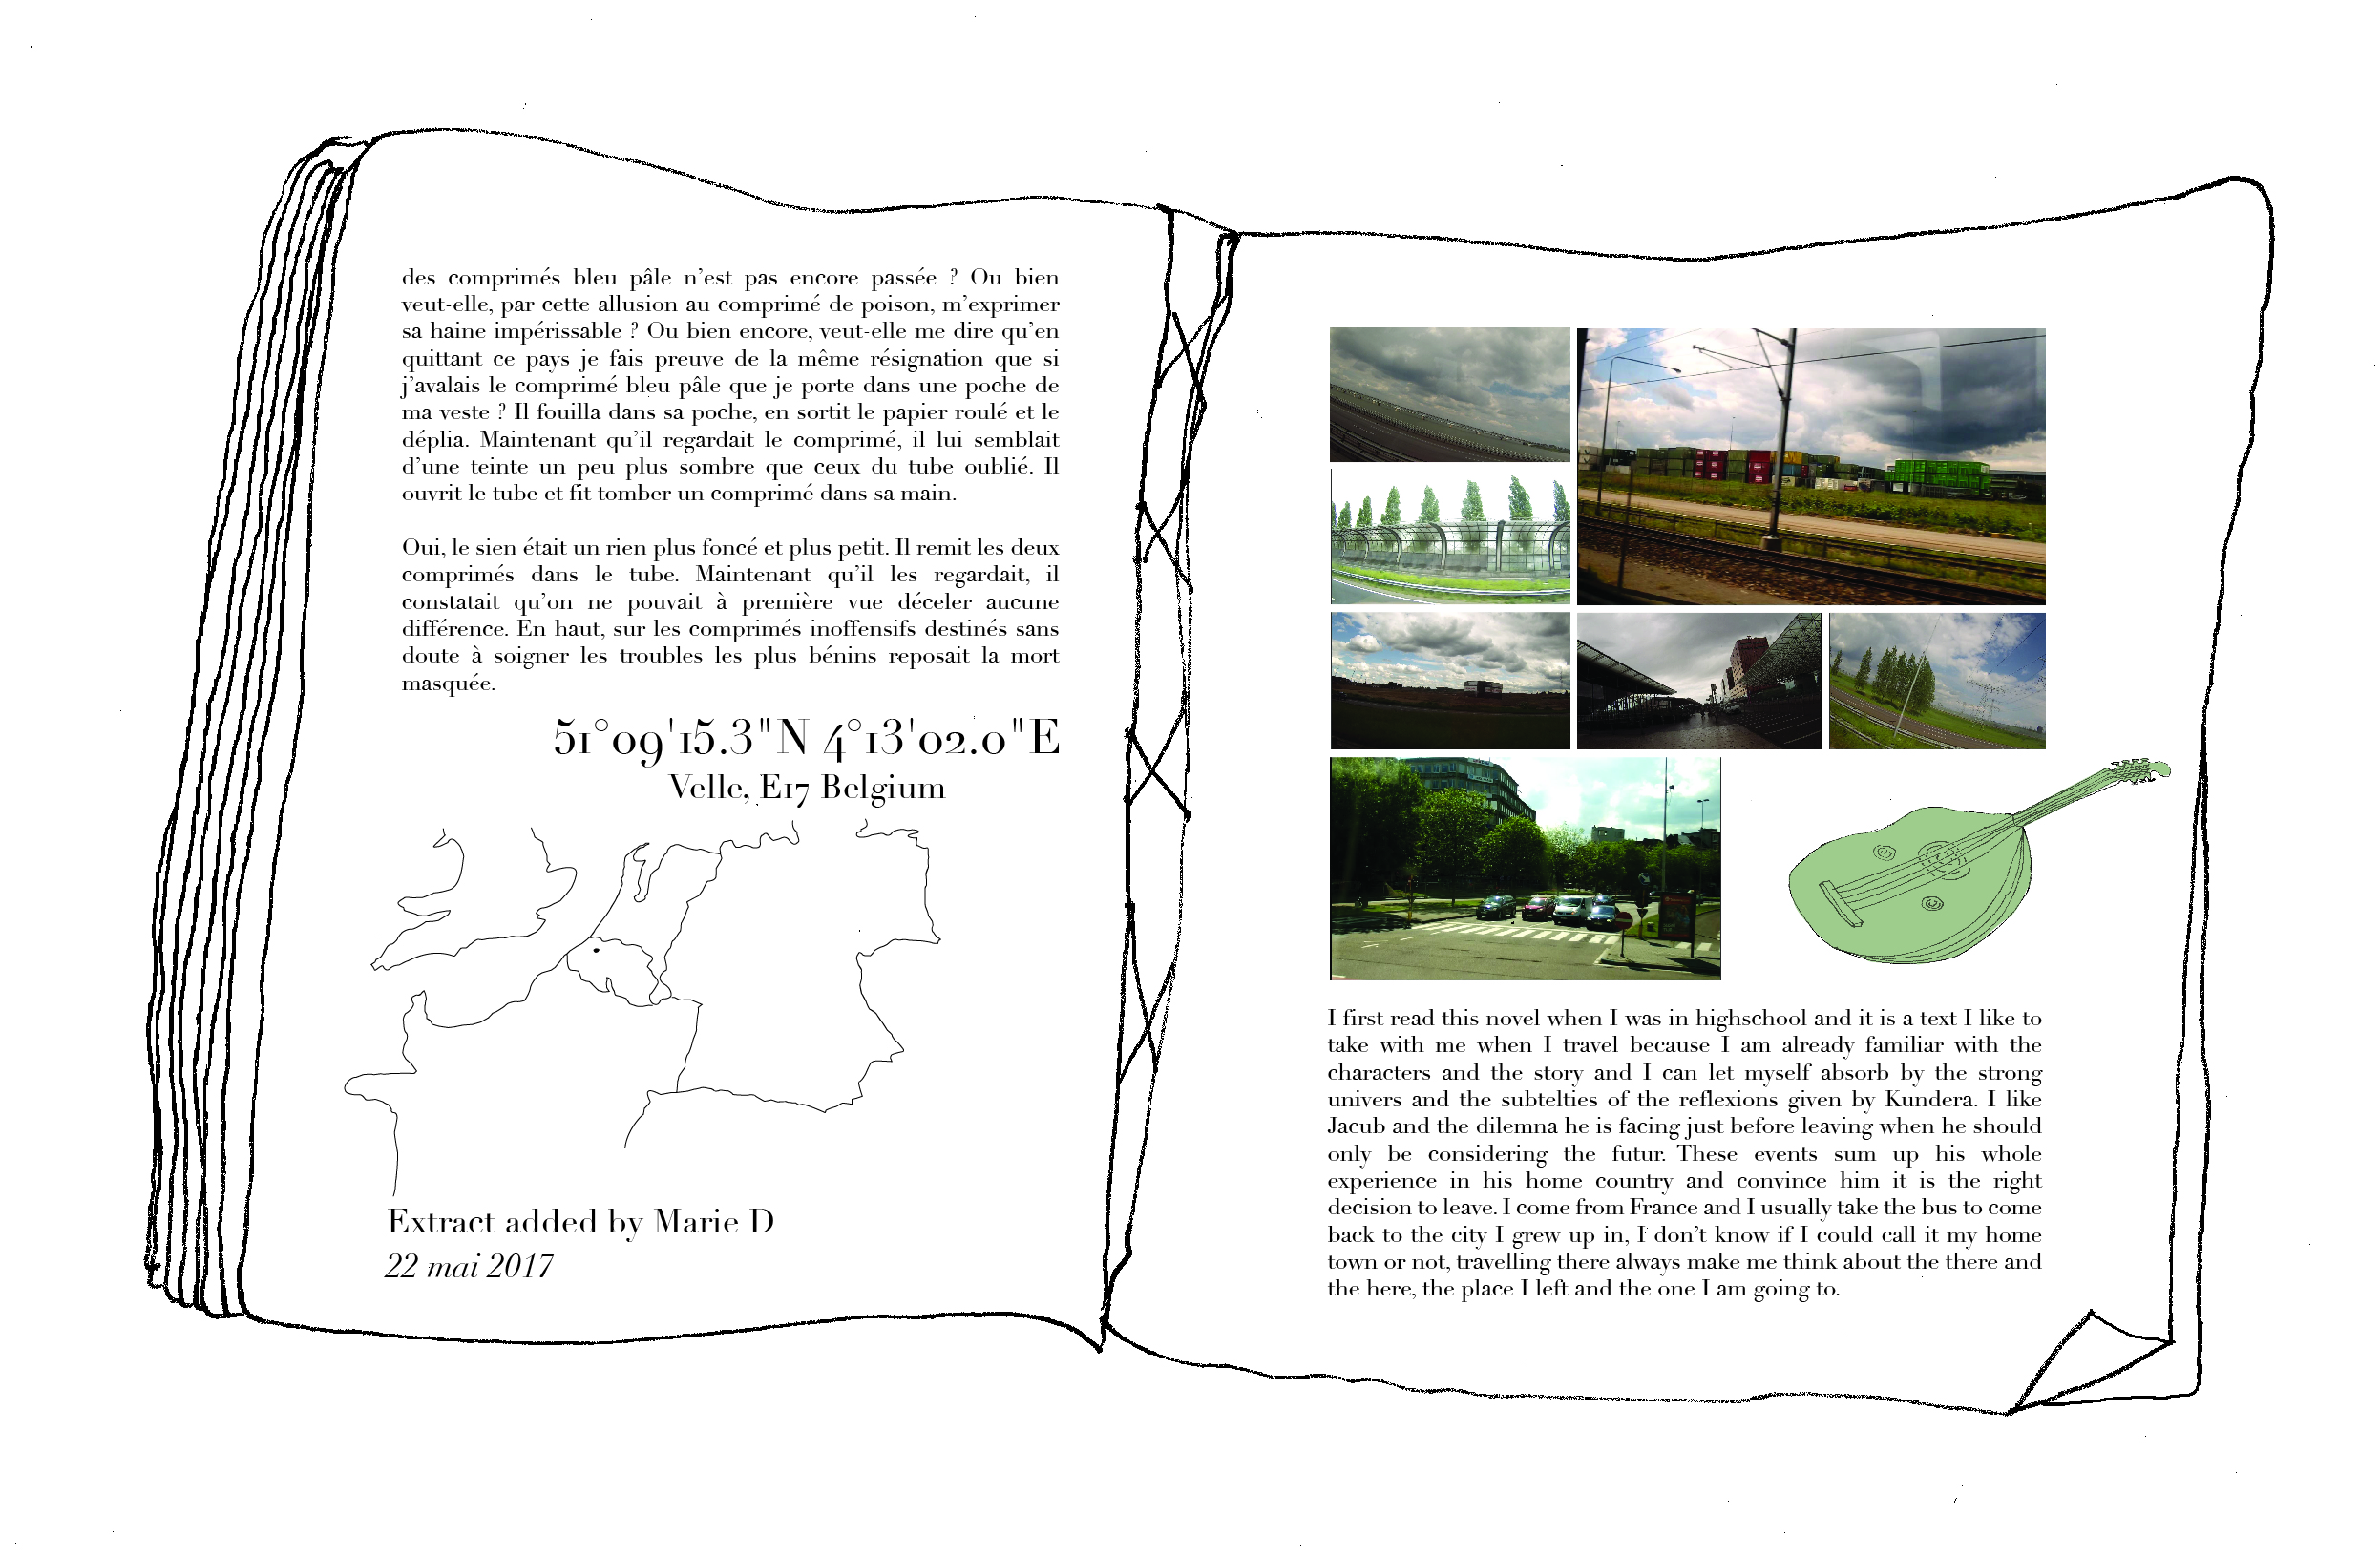 des comprimés bleu pâle n'est pas encore passée ? Ou bien
veut-elle, par cette allusion au comprimé de poison, m'exprimer
sa haine impérissable ? Ou bien encore, veut-elle me dire qu'en
quittant ce pays je fais preuve de la même résignation que si
j'avalais le comprimé bleu pâle que je porte dans une poche de
ma veste ? Il fouilla dans sa poche, en sortit le papier roulé et le
déplia. Maintenant qu'il regardait le comprimé, il lui semblait
d'une teinte un peu plus sombre que ceux du tube oublié. Il
ouvrit le tube et fit tomber un comprimé dans sa main.
Oui, le sien était un rien plus foncé et plus petit. Il remit les deux
comprimés dans le tube. Maintenant qu'il les regardait, il
constatait qu'on ne pouvait à première vue déceler aucune
différence. En haut, sur les comprimés inoffensifs destinés sans
doute à soigner les troubles les plus bénins reposait la mort
masquée.
51°09'15.3"N 4°13'02.0"E
Velle, E17 Belgium
Extract added by Marie D
22 mai 2017
I first read this novel when I was in highschool and it is a text I like to
take with me when I travel because I am already familiar with the
characters and the story and I can let myself absorb by the strong
univers and the subtelties of the reflexions given by Kundera. I like
Jacub and the dilemna he is facing just before leaving when he should
only be considering the futur. These events sum up his whole
experience in his home country and convince him it is the right
decision to leave. I come from France and I usually take the bus to come
back to the city I grew up in, I don't know if I could call it my home
town or not, travelling there always make me think about the there and
the here, the place I left and the one I am going to.